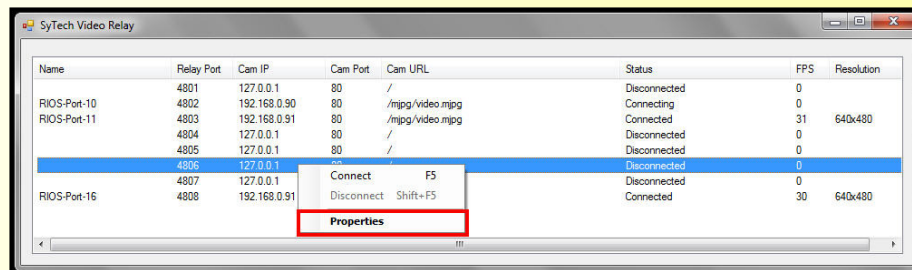 SyTech Video Relay
Name Relay Port Cam IP Cam Port Cam URL Status FPS Resolution
4801 127.0.0.1 80 / Disconnected 0
RIOS-Port-10 4802 192.168.0.90 80 /mjpg/video.mjpg Connecting 0
RIOS-Port-11 4803 192.168.0.91 80 /mjpg/video.mjpg Connected 31 640x480
4804 127.0.0.1 80 / Disconnected 0
4805 127.0.0.1 80 / Disconnected 0
4806 127.0.0.1 80 / Disconnected 0
4807 127.0.0.1 Disconnected 0
RIOS-Port-16 4808 192.168.0.91 Connected 30 640x480
Connect F5
Disconnect Shift+F5
Properties